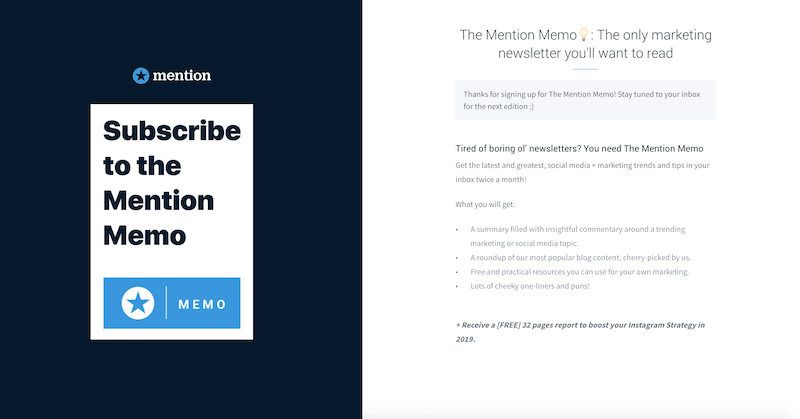 mention
Subscribe
to the
Mention
Memo
MEMO
The Mention Memo💡: The only marketing
newsletter you'll want to read
Thanks for signing up for The Mention Memo! Stay tuned to your inbox
for the next edition :)
Tired of boring ol' newsletters? You need The Mention Memo
Get the latest and greatest, social media + marketing trends and tips in your
inbox twice a month!
What you will get:
• A summary filled with insightful commentary around a trending
marketing or social media topic.
• A roundup of our most popular blog content, cherry-picked by us.
• Free and practical resources you can use for your own marketing.
• Lots of cheeky one-liners and puns!
+ Receive a [FREE] 32 pages report to boost your Instagram Strategy in
2019.